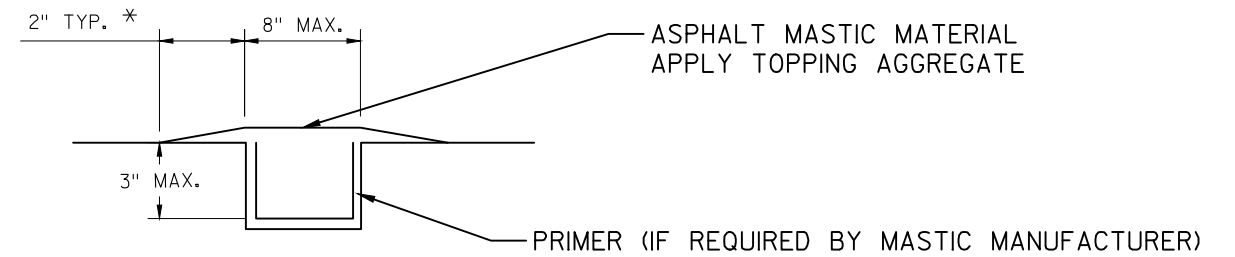 2" TYP. *
8" MAX.
ASPHALT MASTIC MATERIAL
APPLY TOPPING AGGREGATE
3" MAX.
PRIMER (IF REQUIRED BY MASTIC MANUFACTURER)